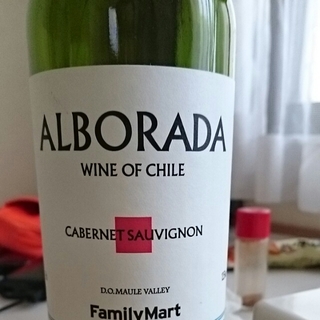 ALBORADA
WINE OF CHILE
CABERNET SAUVIGNON
D.O. MAULE VALLEY
FamilyMart